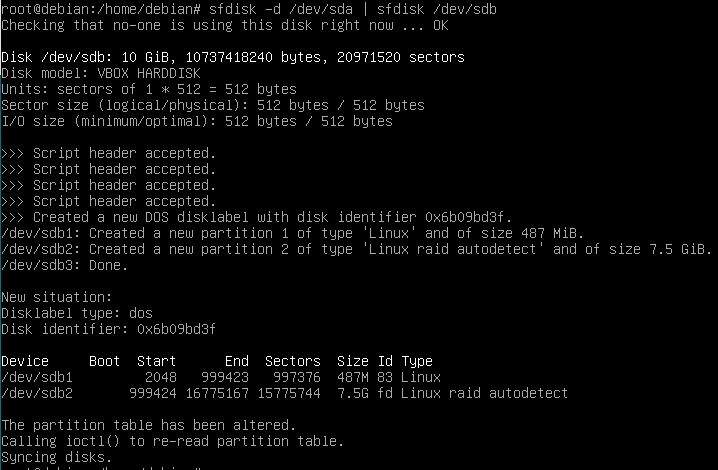 root@debian:/home/debian# sfdisk -d /dev/sda | sfdisk /dev/sdb
Checking that no-one is using this disk right now ... OK
Disk /dev/sdb: 10 GiB, 10737418240 bytes, 20971520 sectors
Disk model: VBOX HARDDISK
Units: sectors of 1 * 512 = 512 bytes
Sector size (logical/physical): 512 bytes / 512 bytes
I/O size (minimum/optimal): 512 bytes / 512 bytes
>>> Script header accepted.
>>> Script header accepted.
>>> Script header accepted.
>>> Script header accepted.
>>> Created a new DOS disklabel with disk identifier 0x6b09bd3f.
/dev/sdb1: Created a new partition 1 of type 'Linux' and of size 487 MiB.
/dev/sdb2: Created a new partition 2 of type 'Linux raid autodetect' and of size 7.5 GiB.
/dev/sdb3: Done.
New situation:
Disklabel type: dos
Disk identifier: 0x6b09bd3f
Device Boot Start End Sectors Size Id Type
/dev/sdb1 2048 999423 997376 487M 83 Linux
/dev/sdb2 999424 16775167 15775744 7.5G fd Linux raid autodetect
The partition table has been altered.
Calling ioctl() to re-read partition table.
Syncing disks.